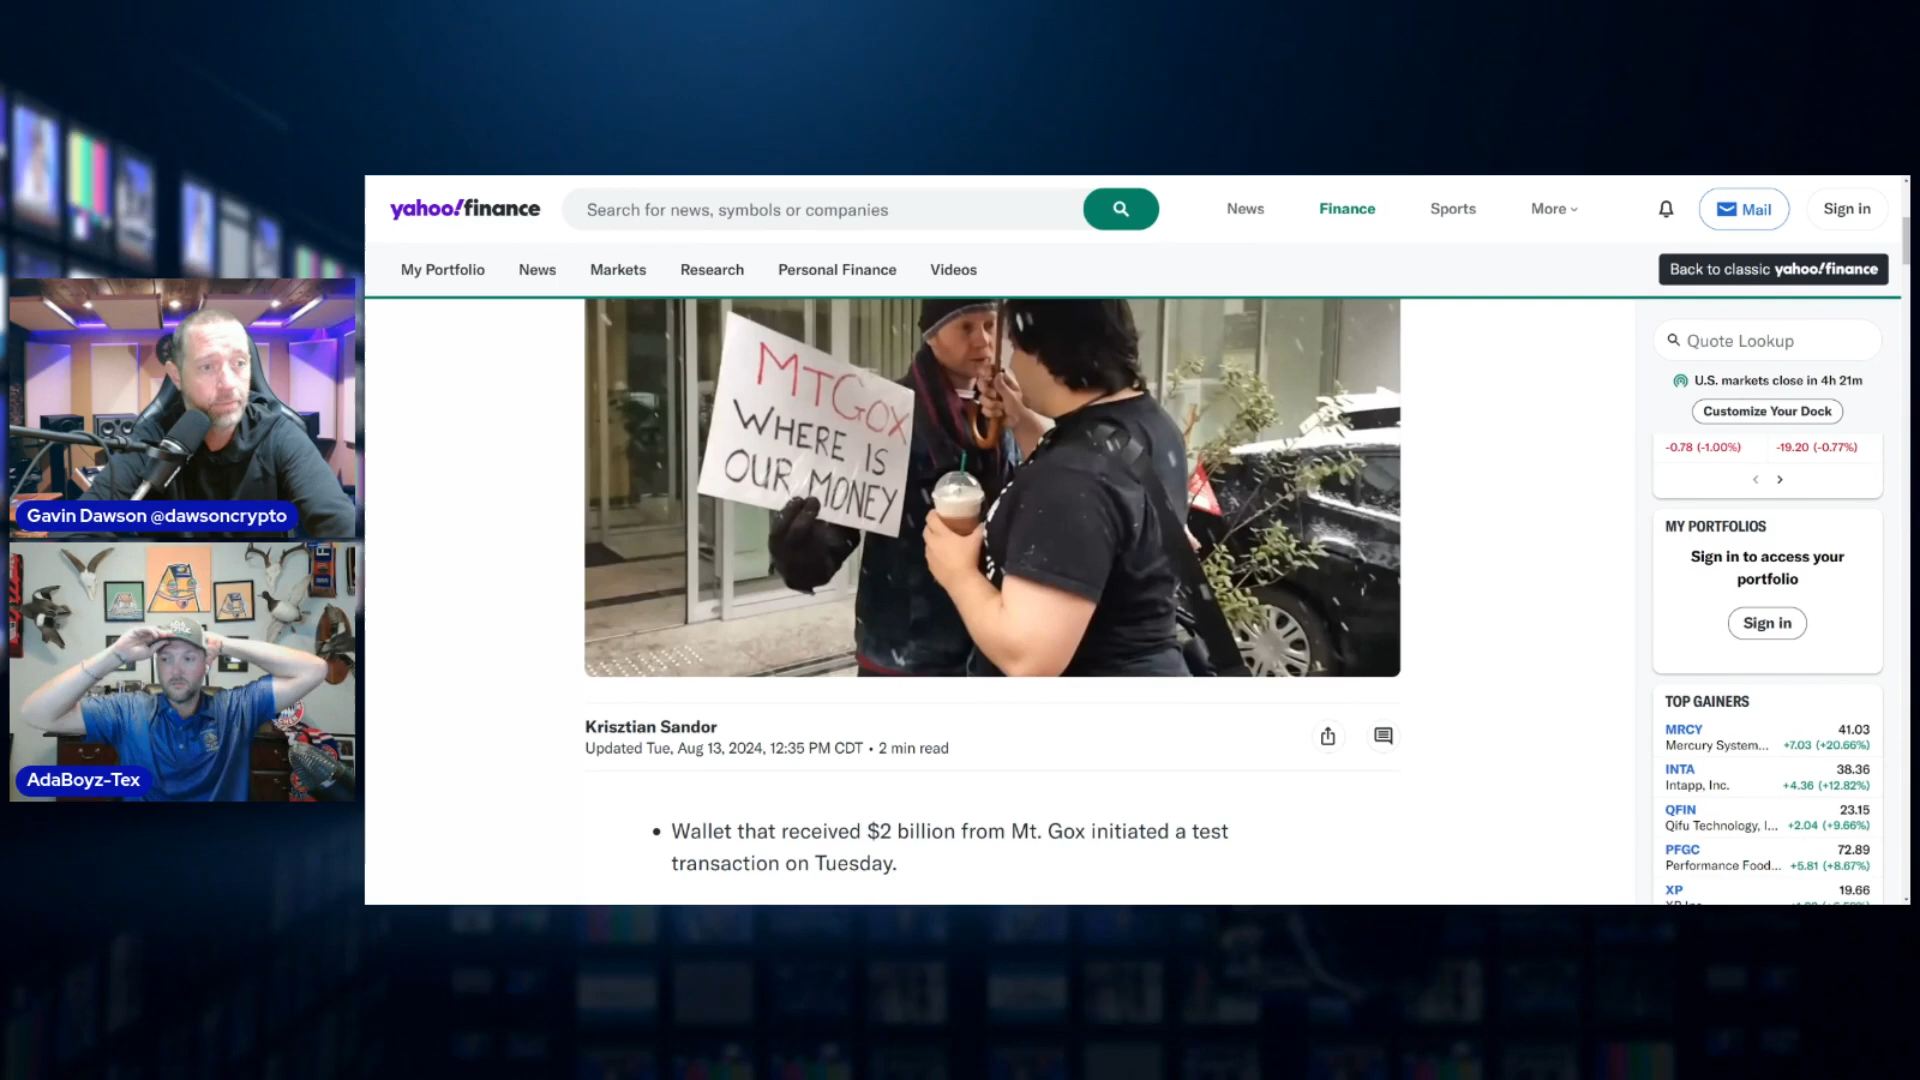 yahoo!finance
Search for news, symbols or companies
News
Finance
Sports
More
Mail
Sign in
My Portfolio
News
Markets
Research
Personal Finance
Videos
Back to classic yahoo!finance
MTGOX
WHERE IS
OUR MONEY
Gavin Dawson @dawsoncrypto
AdaBoyz-Tex
Krisztian Sandor
Updated Tue, Aug 13, 2024, 12:35 PM CDT • 2 min read
• Wallet that received $2 billion from Mt. Gox initiated a test
transaction on Tuesday.
Quote Lookup
U.S. markets close in 4h 21m
Customize Your Dock
-0.78 (-1.00%) -19.20 (-0.77%)
MY PORTFOLIOS
Sign in to access your
portfolio
Sign in
TOP GAINERS
MRCY 41.03
Mercury System... +7.03 (+20.66%)
INTA 38.36
Intapp, Inc. +4.36 (+12.82%)
QFIN 23.15
Qifu Technology, I... +2.04 (+9.66%)
PFGC 72.89
Performance Food... +5.81 (+8.67%)
XP 19.66